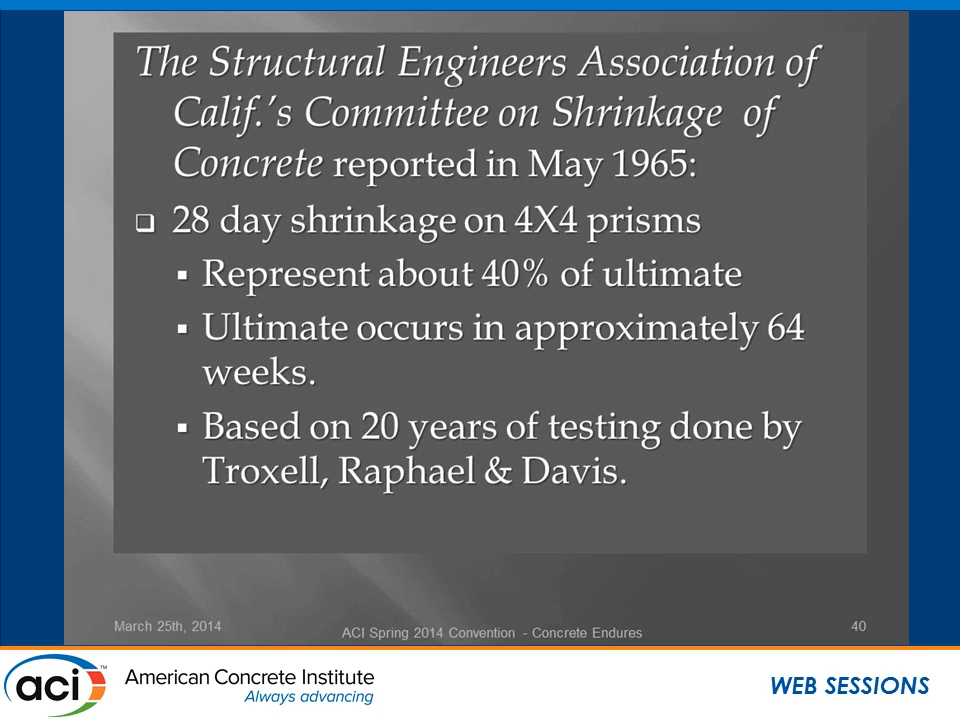 The Structural Engineers Association of
Calif.'s Committee on Shrinkage of
Concrete reported in May 1965:
28 day shrinkage on 4X4 prisms
Represent about 40% of ultimate
Ultimate occurs in approximately 64
weeks.
Based on 20 years of testing done by
Troxell, Raphael & Davis.
March 25th, 2014
ACI Spring 2014 Convention - Concrete Endures
40
aci™
American Concrete Institute
Always advancing
WEB SESSIONS